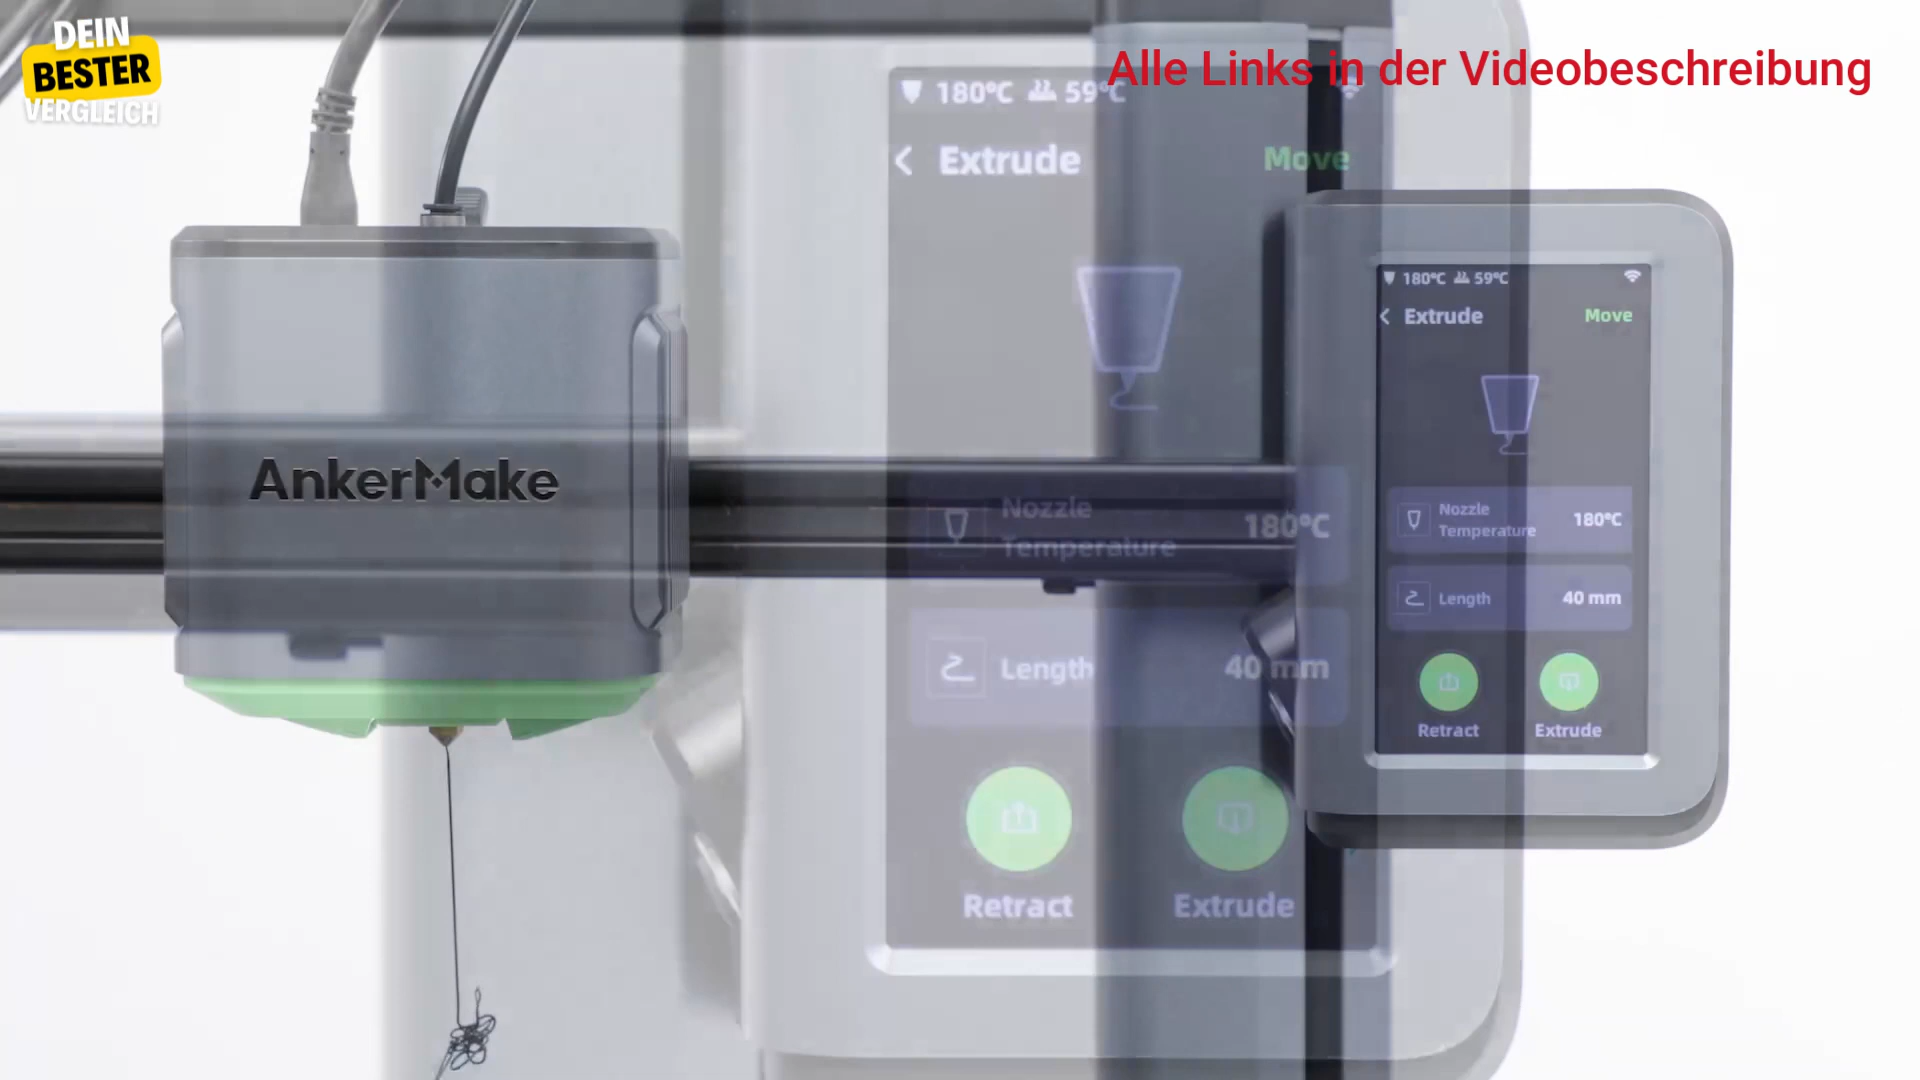 DEIN
BESTER
VERGLEICH
Alle Links in der Videobeschreibung
180°C 59°C
Extrude Move
Nozzle
Temperature 180°C
Length 40 mm
Retract Extrude
AnkerMake
180°C 59°C
Extrude Move
Nozzle
Temperature 180°C
Length 40 mm
Retract Extrude